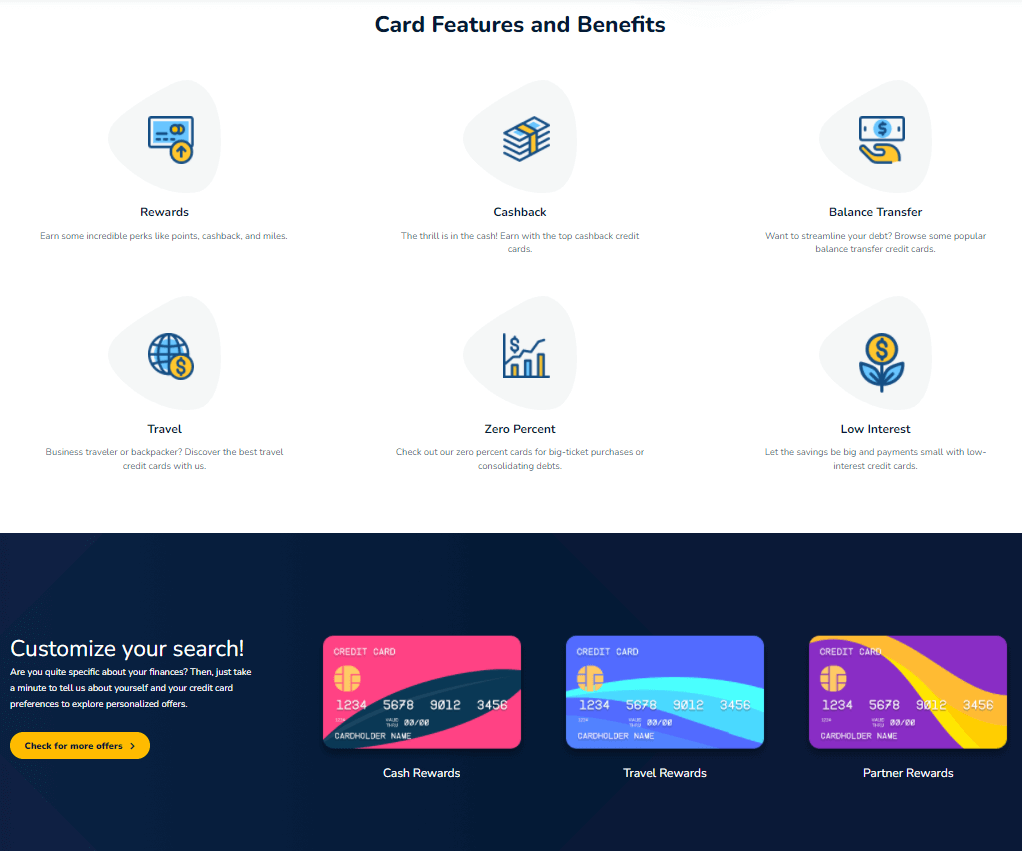 Card Features and Benefits
Rewards
Earn some incredible perks like points, cashback, and miles.
Cashback
The thrill is in the cash! Earn with the top cashback credit
cards.
Balance Transfer
Want to streamline your debt? Browse some popular
balance transfer credit cards.
Travel
Business traveler or backpacker? Discover the best travel
credit cards with us.
Zero Percent
Check out our zero percent cards for big-ticket purchases or
consolidating debts.
Low Interest
Let the savings be big and payments small with low-
interest credit cards.
Customize your search!
Are you quite specific about your finances? Then, just take
a minute to tell us about yourself and your credit card
preferences to explore personalized offers.
Check for more offers
CREDIT CARD
1234 5678 9012 3456
1234 VALID
THRU 00/00
CARDHOLDER NAME
Cash Rewards
CREDIT CARD
1234 5678 9012 3456
1234 VALID
THRU 00/00
CARDHOLDER NAME
Travel Rewards
CREDIT CARD
1234 5678 9012 3456
1234 VALID
THRU 00/00
CARDHOLDER NAME
Partner Rewards